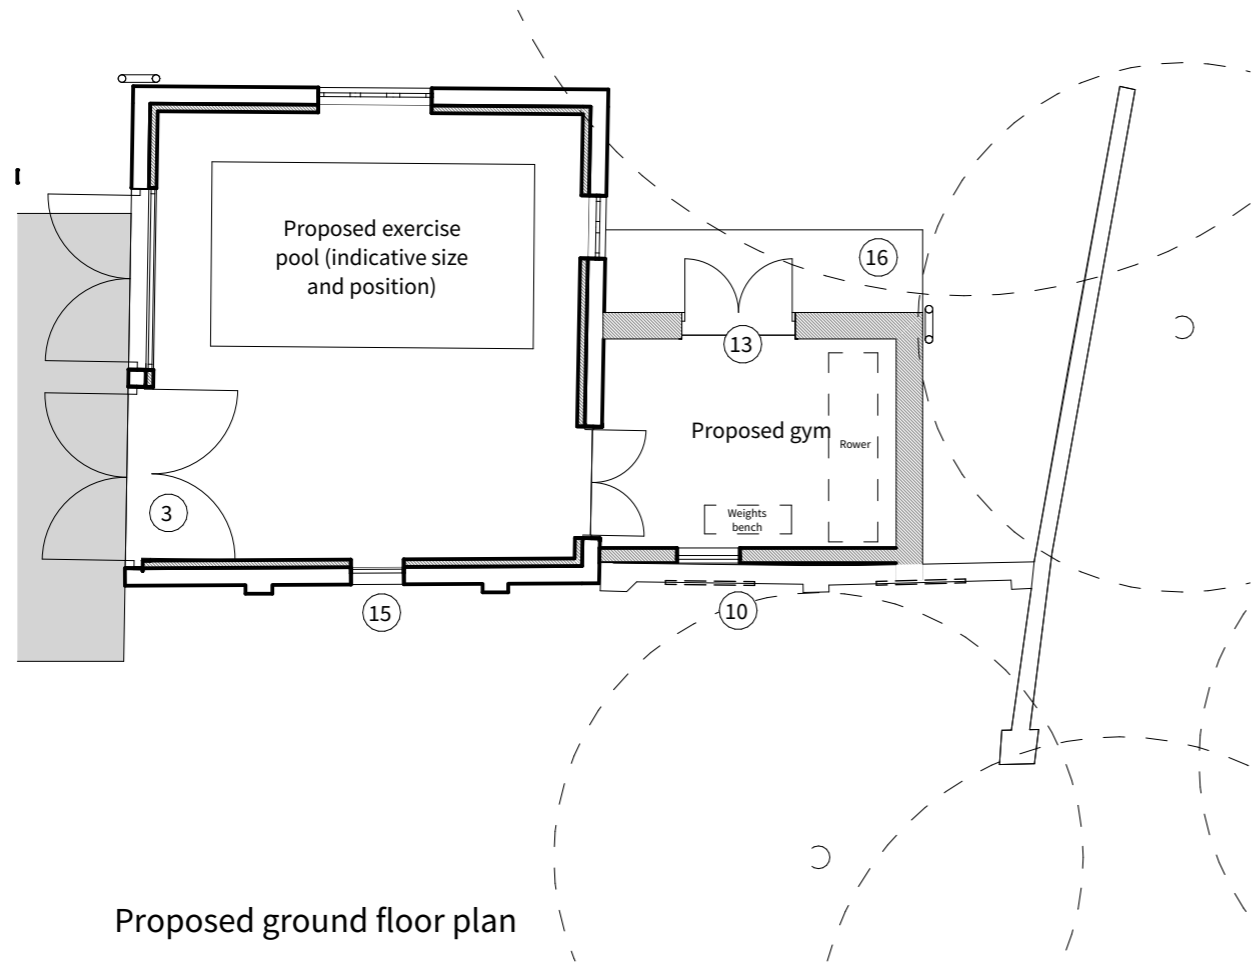 Proposed exercise
pool (indicative size
and position)
16
13
Proposed gym
Rower
3
Weights
bench
15
10
Proposed ground floor plan